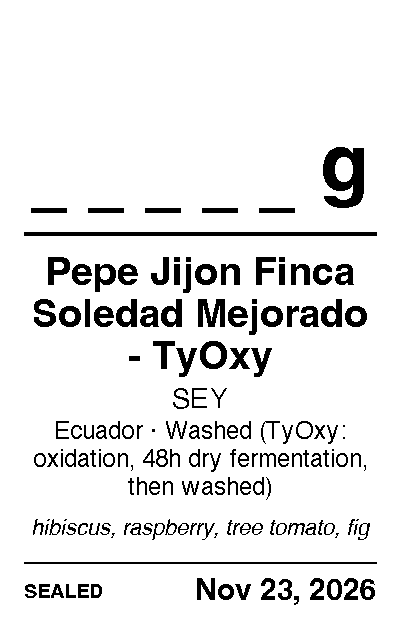 _ _ _ _ _ g
Pepe Jijon Finca
Soledad Mejorado
- TyOxy
SEY
Ecuador · Washed (TyOxy:
oxidation, 48h dry fermentation,
then washed)
hibiscus, raspberry, tree tomato, fig
SEALED Nov 23, 2026